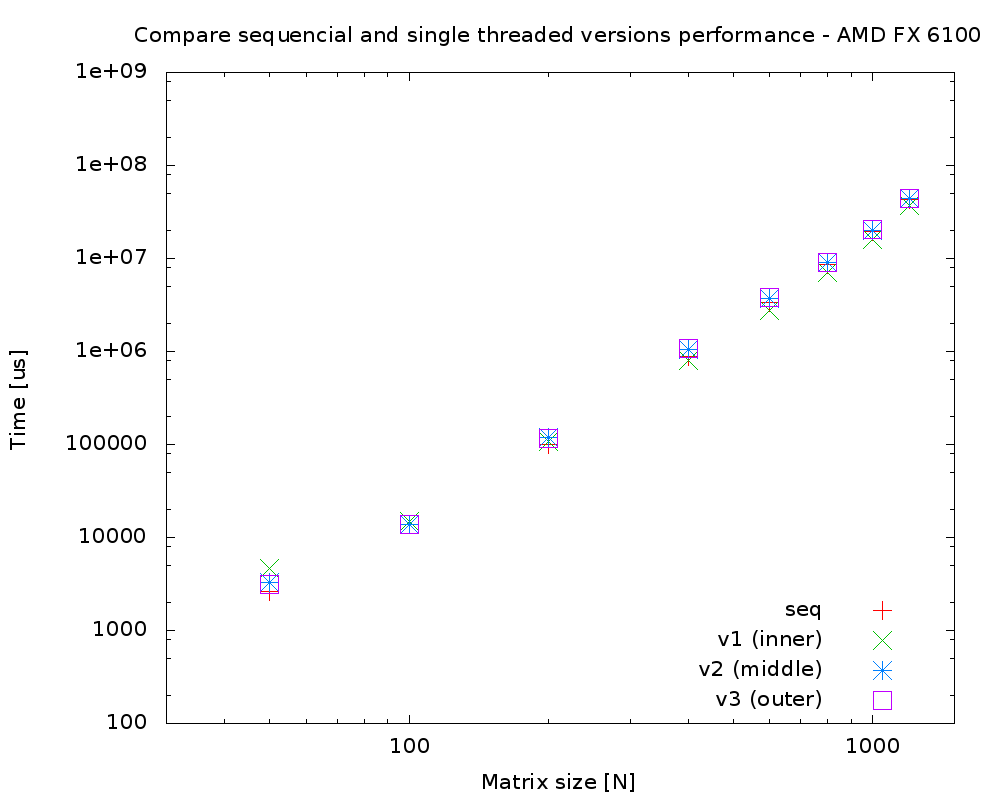 Compare sequencial and single threaded versions performance - AMD FX 6100
1e+09
1e+08
1e+07
1e+06
100000
10000
1000
100
Time [us]
seq
v1 (inner)
v2 (middle)
v3 (outer)
100
1000
Matrix size [N]